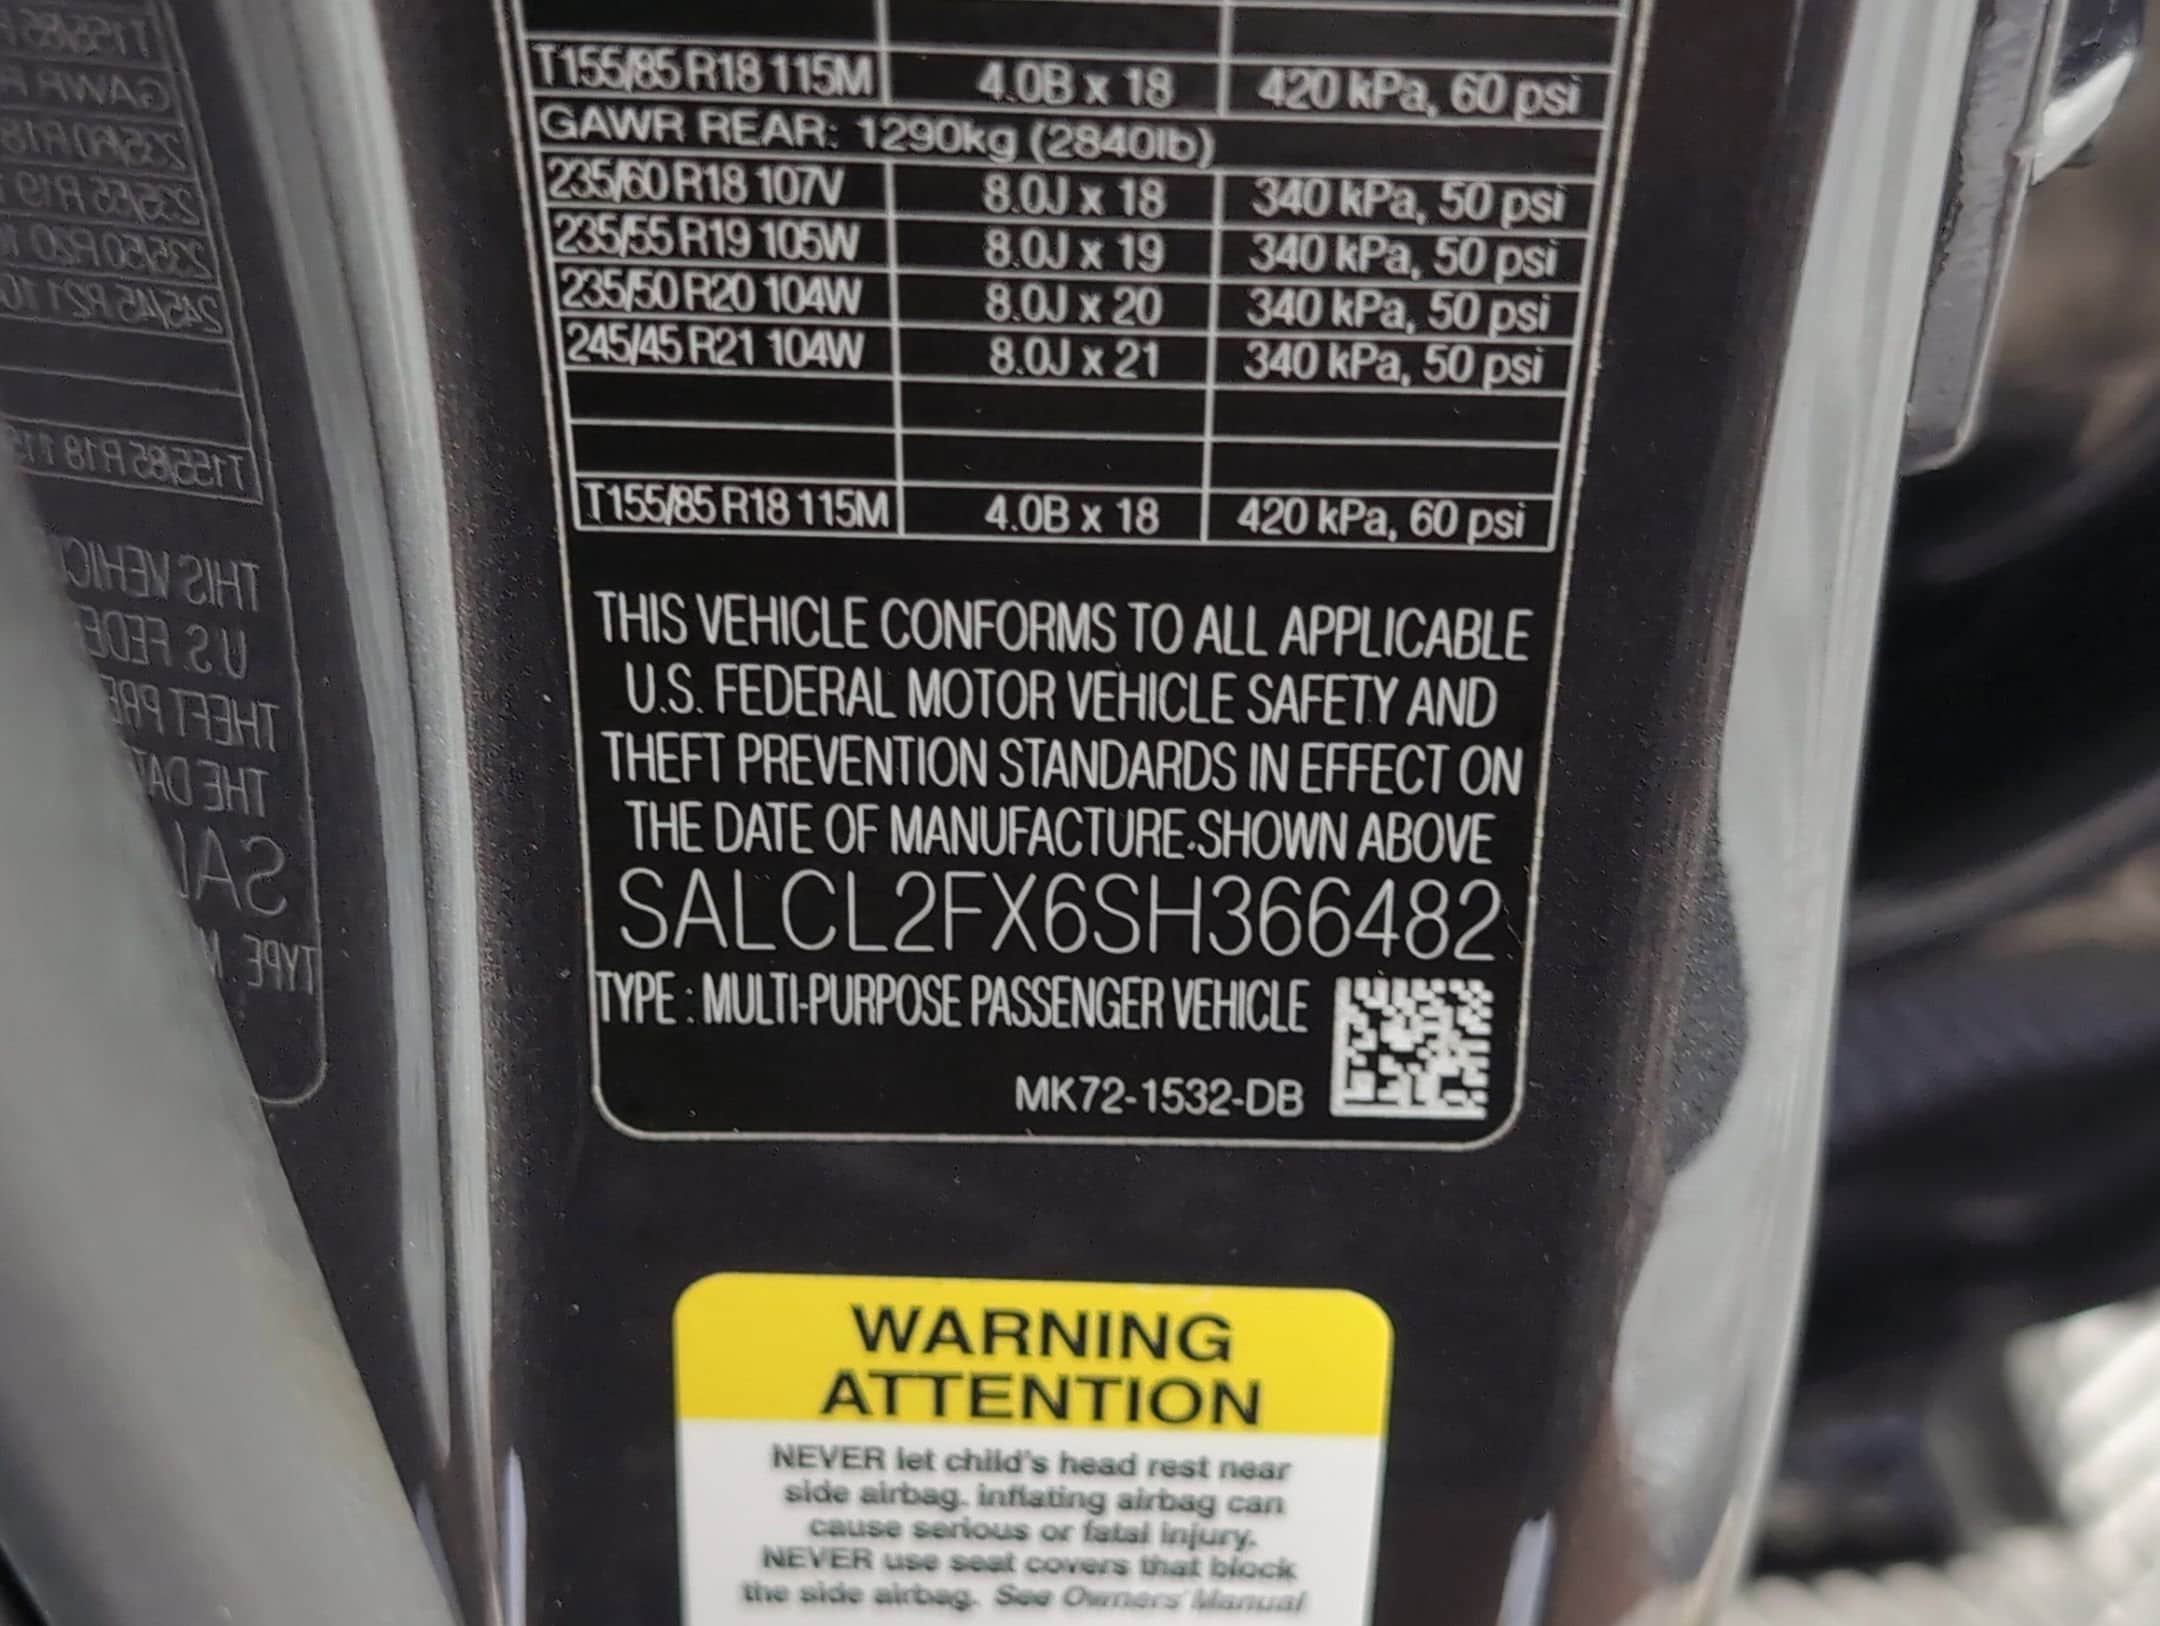 T155/85 R18 115M 4.0B x 18 420 kPa, 60 psi
GAWR REAR: 1290kg (2840lb)
235/60 R18 107V 8.0J x 18 340 kPa, 50 psi
235/55 R19 105W 8.0J x 19 340 kPa, 50 psi
235/50 R20 104W 8.0J x 20 340 kPa, 50 psi
245/45 R21 104W 8.0J x 21 340 kPa, 50 psi
T155/85 R18 115M 4.0B x 18 420 kPa, 60 psi
THIS VEHICLE CONFORMS TO ALL APPLICABLE
U.S. FEDERAL MOTOR VEHICLE SAFETY AND
THEFT PREVENTION STANDARDS IN EFFECT ON
THE DATE OF MANUFACTURE SHOWN ABOVE
SALCL2FX6SH366482
TYPE : MULTI-PURPOSE PASSENGER VEHICLE
MK72-1532-DB
WARNING
ATTENTION
NEVER let child's head rest near
side airbag. inflating airbag can
cause serious or fatal injury.
NEVER use seat covers that block
the side airbag. See Owners' Manual